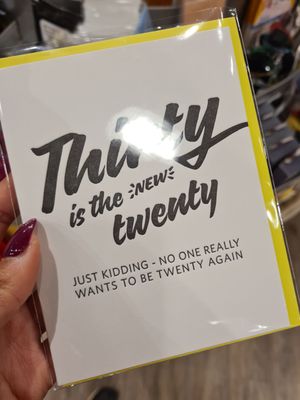 Thirty
is the NEW
twenty
JUST KIDDING - NO ONE REALLY
WANTS TO BE TWENTY AGAIN